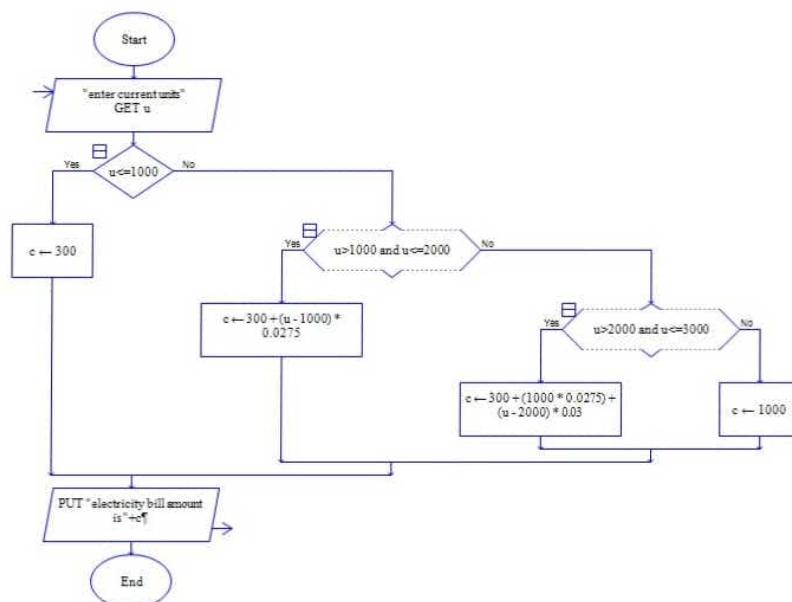 Start
"enter current units"
GET u
Yes
No
u<=1000
c ← 300
Yes
No
u>1000 and u<=2000
c ← 300 + (u - 1000) *
0.0275
Yes
No
u>2000 and u<=3000
c ← 300 + (1000 * 0.0275) +
(u - 2000) * 0.03
c ← 1000
PUT "electricity bill amount
is "+c¶
End